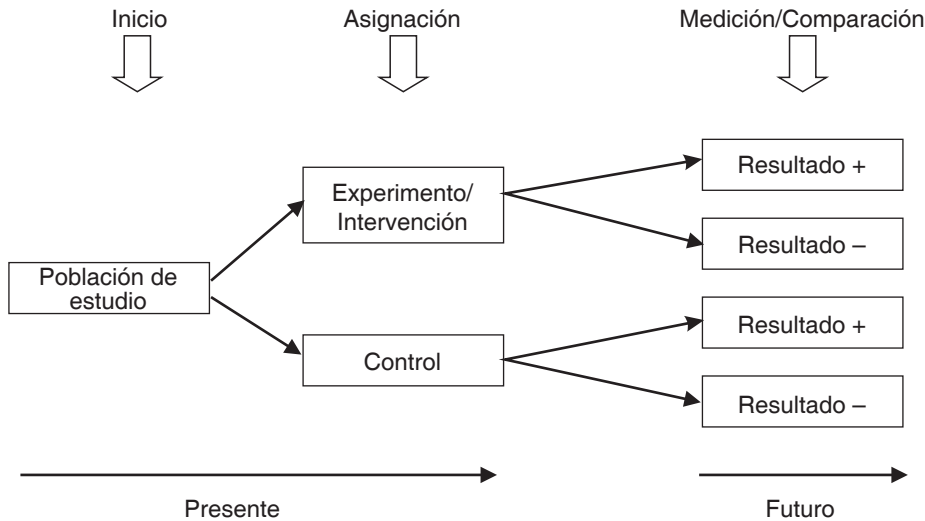 Inicio
Asignación
Medición/Comparación
Resultado +
Experimento/
Intervención
Resultado –
Población de
estudio
Resultado +
Control
Resultado –
Presente
Futuro